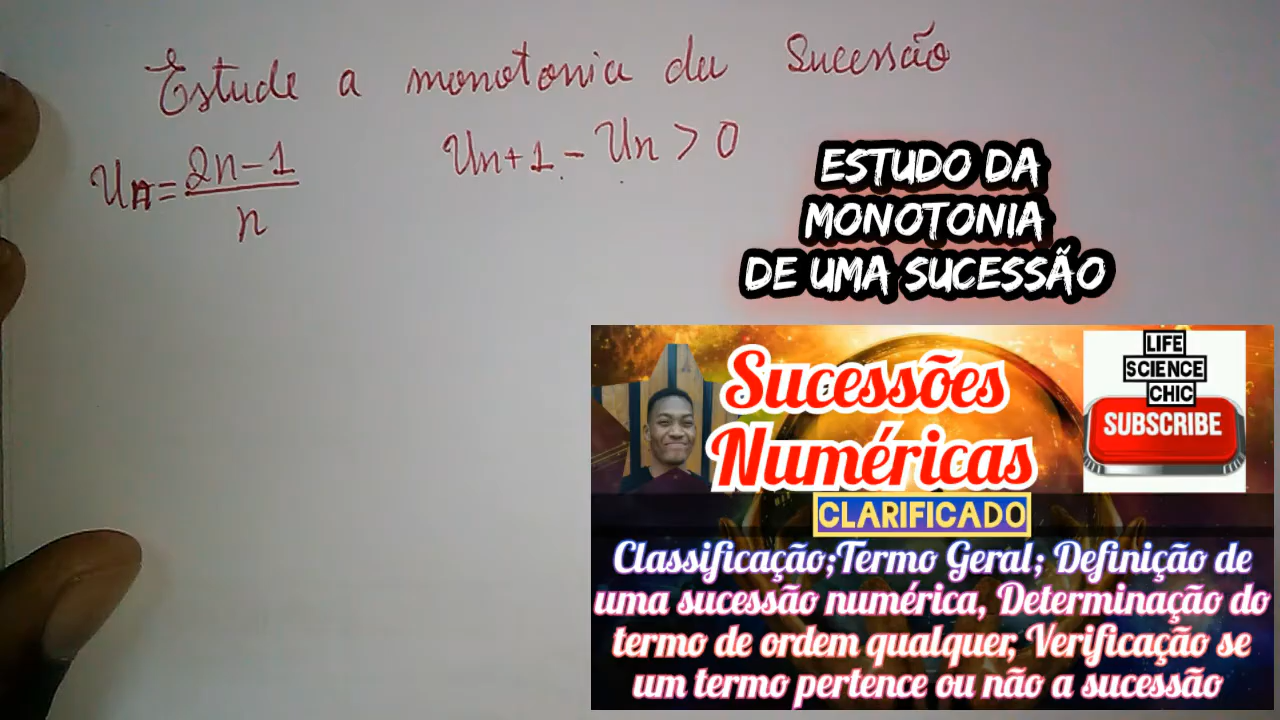 Estude a monotonia da Sucessão
Un = 2n-1 / n
Un+1 - Un > 0
ESTUDO DA
MONOTONIA
DE UMA SUCESSÃO
Sucessões
Numéricas
CLARIFICADO
LIFE
SCIENCE
CHIC
SUBSCRIBE
Classificação;Termo Geral; Definição de
uma sucessão numérica, Determinação do
termo de ordem qualquer, Verificação se
um termo pertence ou não a sucessão